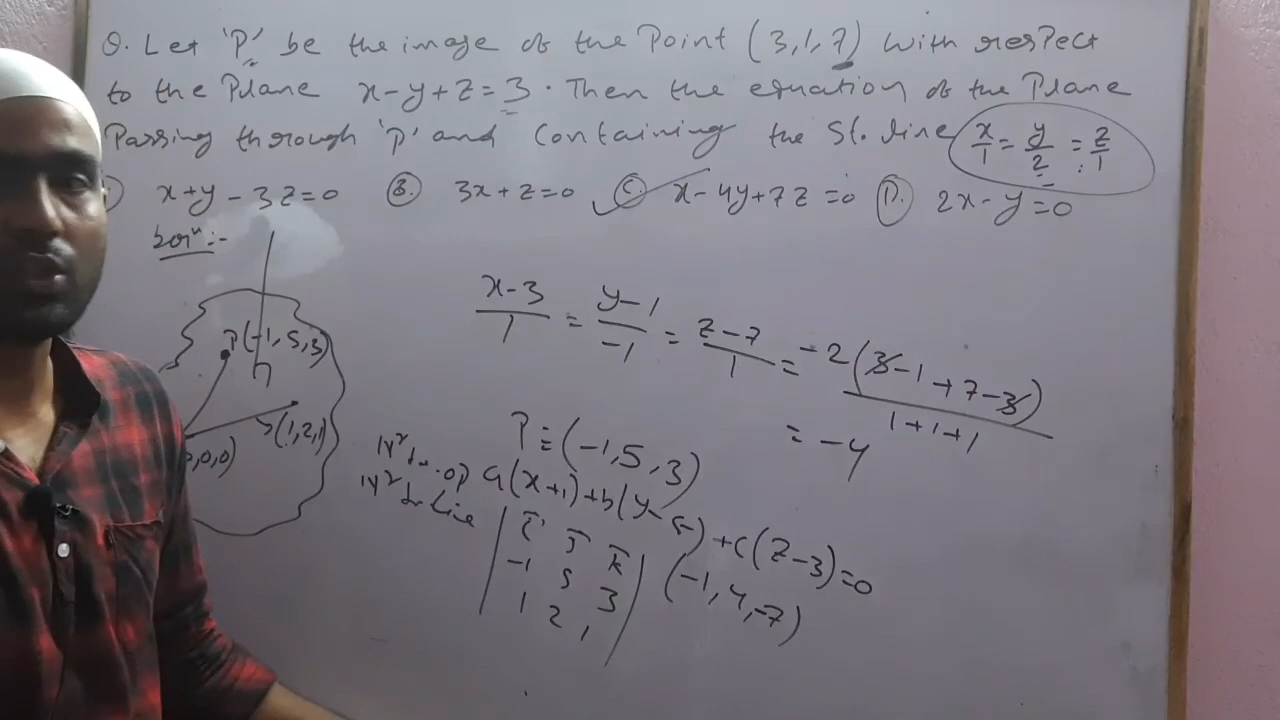 Q. Let 'P' be the image of the Point (3,1,7) with respect
to the Plane x-y+z=3. Then the equation of the Plane
Passing through 'P' and Containing the St. line x/1=y/2=z/1
x+y-3z=0 B. 3x+z=0 C. x-4y+7z=0 D. 2x-y=0
Solⁿ:-
(x-3)/1 = (y-1)/-1 = (z-7)/1 = -2(3-1+7-3)/(1+1+1)
= -4
P(-1,5,3)
(1,2,1)
,0,0)
P≡(-1,5,3)
a(x+1)+b(y-5)+c(z-3)=0
line
| i j k |
| -1 5 3 | (-1,4,-7)
| 1 2 1 |